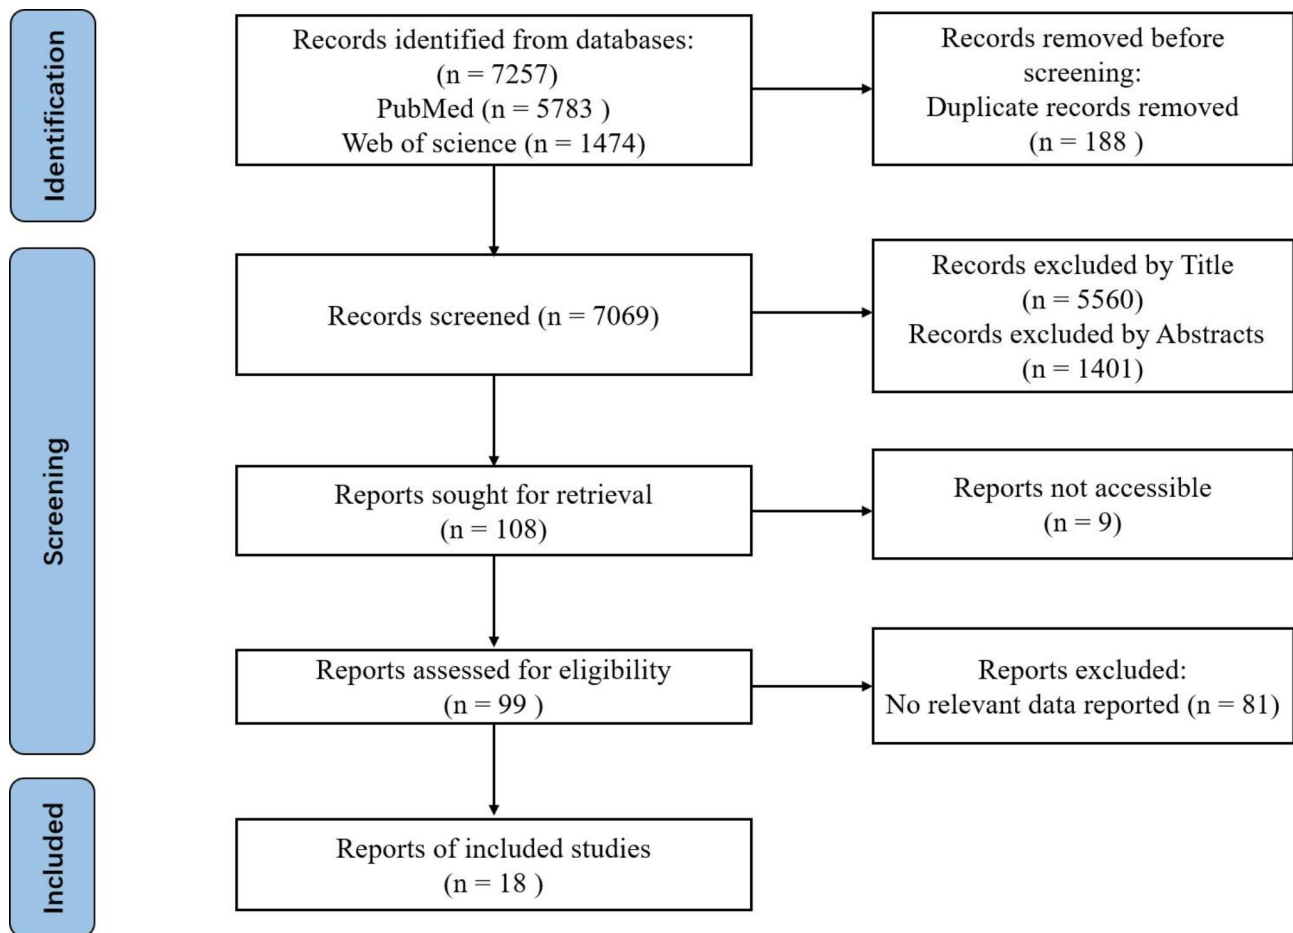 Identification
Records identified from databases:
(n = 7257)
PubMed (n = 5783 )
Web of science (n = 1474)
Records removed before
screening:
Duplicate records removed
(n = 188 )
Screening
Records screened (n = 7069)
Records excluded by Title
(n = 5560)
Records excluded by Abstracts
(n = 1401)
Reports sought for retrieval
(n = 108)
Reports not accessible
(n = 9)
Reports assessed for eligibility
(n = 99 )
Reports excluded:
No relevant data reported (n = 81)
Included
Reports of included studies
(n = 18 )